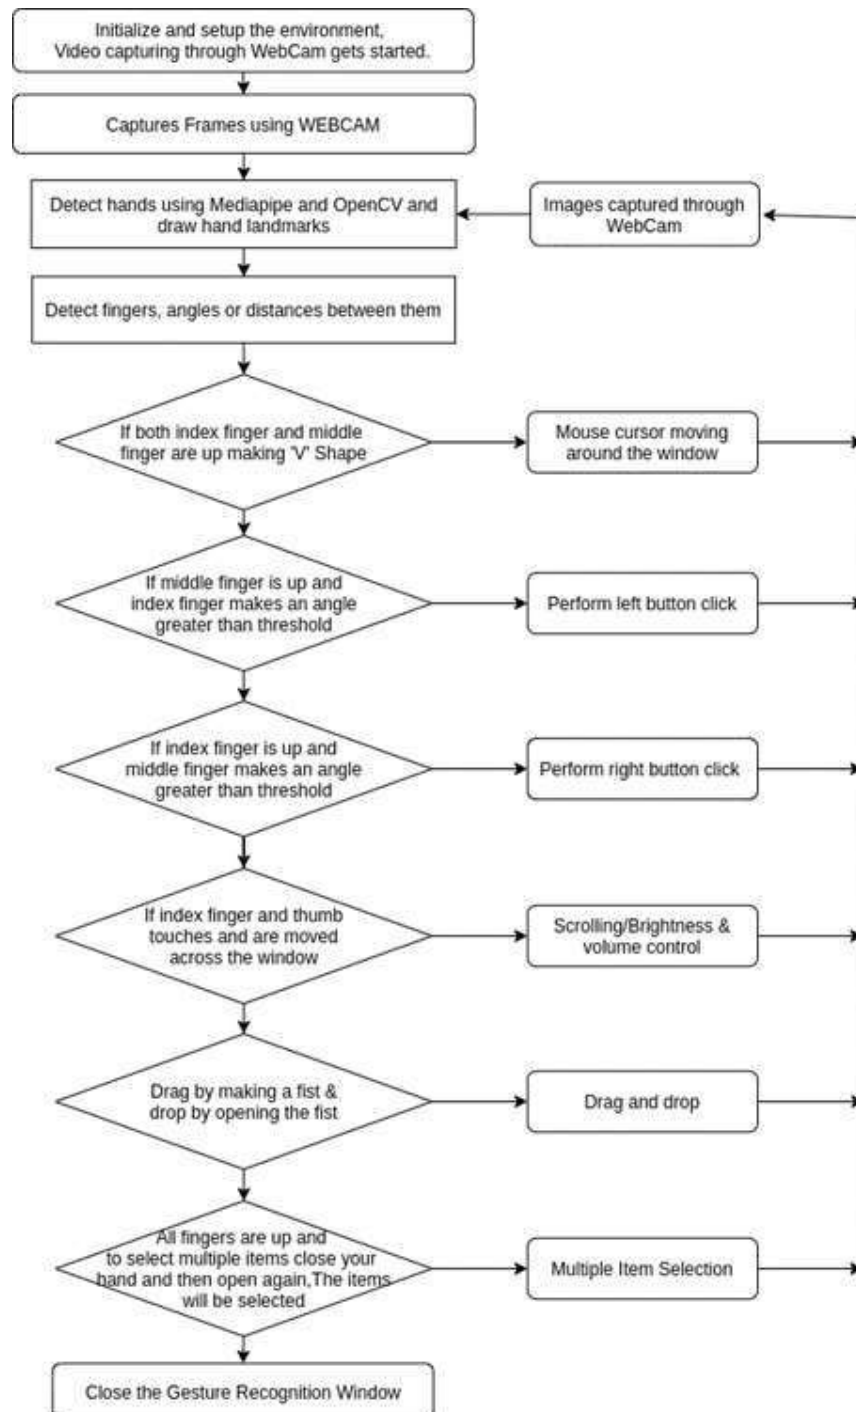 Initialize and setup the environment,
Video capturing through WebCam gets started.
Captures Frames using WEBCAM
Detect hands using Mediapipe and OpenCV and
draw hand landmarks
Images captured through
WebCam
Detect fingers, angles or distances between them
If both index finger and middle
finger are up making 'V' Shape
Mouse cursor moving
around the window
If middle finger is up and
index finger makes an angle
greater than threshold
Perform left button click
If index finger is up and
middle finger makes an angle
greater than threshold
Perform right button click
If index finger and thumb
touches and are moved
across the window
Scrolling/Brightness &
volume control
Drag by making a fist &
drop by opening the fist
Drag and drop
All fingers are up and
to select multiple items close your
hand and then open again,The items
will be selected
Multiple Item Selection
Close the Gesture Recognition Window